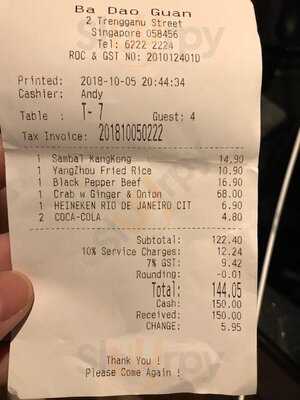 Ba Dao Guan
2 Trengganu Street
Singapore 058456
Tel: 6222 2224
ROC & GST NO: 201012401D
Printed: 2018-10-05 20:44:34
Cashier: Andy
Table : T- 7 Guest: 4
Tax Invoice: 201810050222
1 Sambal KangKong 14.90
1 YangZhou Fried Rice 10.90
1 Black Pepper Beef 16.90
1 Crab w Ginger & Onion 68.00
1 HEINEKEN RIO DE JANEIRO CIT 6.90
2 COCA-COLA 4.80
Subtotal: 122.40
10% Service Charges: 12.24
7% GST: 9.42
Rounding: -0.01
Total: 144.05
Cash: 150.00
Received: 150.00
CHANGE: 5.95
Thank You !
Please Come Again !